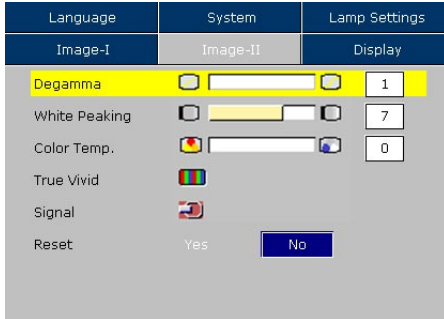 Language System Lamp Settings
Image-I Image-II Display
Degamma 1
White Peaking 7
Color Temp. 0
True Vivid
Signal
Reset Yes No